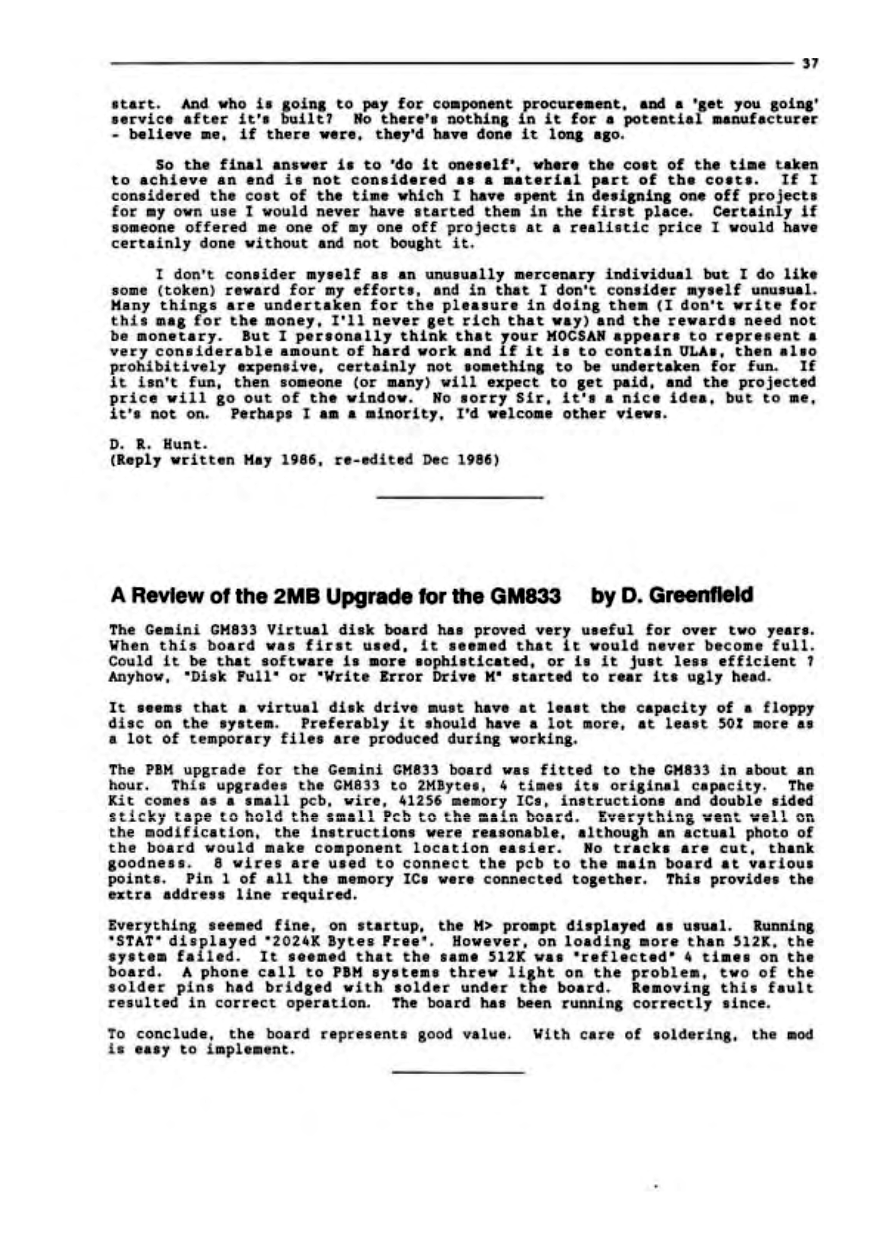 37
start. And who is going to pay for component procurement, and a 'get you going'
service after it's built? No there's nothing in it for a potential manufacturer
- believe me, if there were, they'd have done it long ago.
So the final answer is to "do it oneself", where the cost of the time taken
to achieve an end is not considered as a material part of the costs. If I
considered the cost of the time which I have spent in designing one off projects
for my own use I would never have started them in the first place. Certainly if
someone offered me one of my one off projects at a realistic price I would have
certainly done without and not bought it.
I don't consider myself as an unusually mercenary individual but I do like
some (token) reward for my efforts, and in that I don't consider myself unusual.
Many things are undertaken for the pleasure in doing them (I don't write for
this mag for the money, I'll never get rich that way) and the rewards need not
be monetary. But I personally think that your MOCSAN appears to represent a
very considerable amount of hard work and if it is to contain ULAs, then also
prohibitively expensive, certainly not something to be undertaken for fun. If
it isn't fun, then someone (or many) will expect to get paid, and the projected
price will go out of the window. No sorry Sir, it's a nice idea, but to me,
it's not on. Perhaps I am a minority, I'd welcome other views.
D. R. Hunt.
(Reply written May 1986, re-edited Dec 1986)
A Review of the 2MB Upgrade for the GM833 by D. Greenfield
The Gemini GM833 Virtual disk board has proved very useful for over two years.
When this board was first used, it seemed that it would never become full.
Could it be that software is more sophisticated, or is it just less efficient ?
Anyhow, "Disk Full" or "Write Error Drive M" started to rear its ugly head.
It seems that a virtual disk drive must have at least the capacity of a floppy
disc on the system. Preferably it should have a lot more, at least 50% more as
a lot of temporary files are produced during working.
The PBM upgrade for the Gemini GM833 board was fitted to the GM833 in about an
hour. This upgrades the GM833 to 2MBytes, 4 times its original capacity. The
Kit comes as a small pcb, wire, 41256 memory ICs, instructions and double sided
sticky tape to hold the small Pcb to the main board. Everything went well on
the modification, the instructions were reasonable, although an actual photo of
the board would make component location easier. No tracks are cut, thank
goodness. 8 wires are used to connect the pcb to the main board at various
points. Pin 1 of all the memory ICs were connected together. This provides the
extra address line required.
Everything seemed fine, on startup, the M> prompt displayed as usual. Running
"STAT" displayed "2024K Bytes Free". However, on loading more than 512K, the
system failed. It seemed that the same 512K was "reflected" 4 times on the
board. A phone call to PBM systems threw light on the problem, two of the
solder pins had bridged with solder under the board. Removing this fault
resulted in correct operation. The board has been running correctly since.
To conclude, the board represents good value. With care of soldering, the mod
is easy to implement.